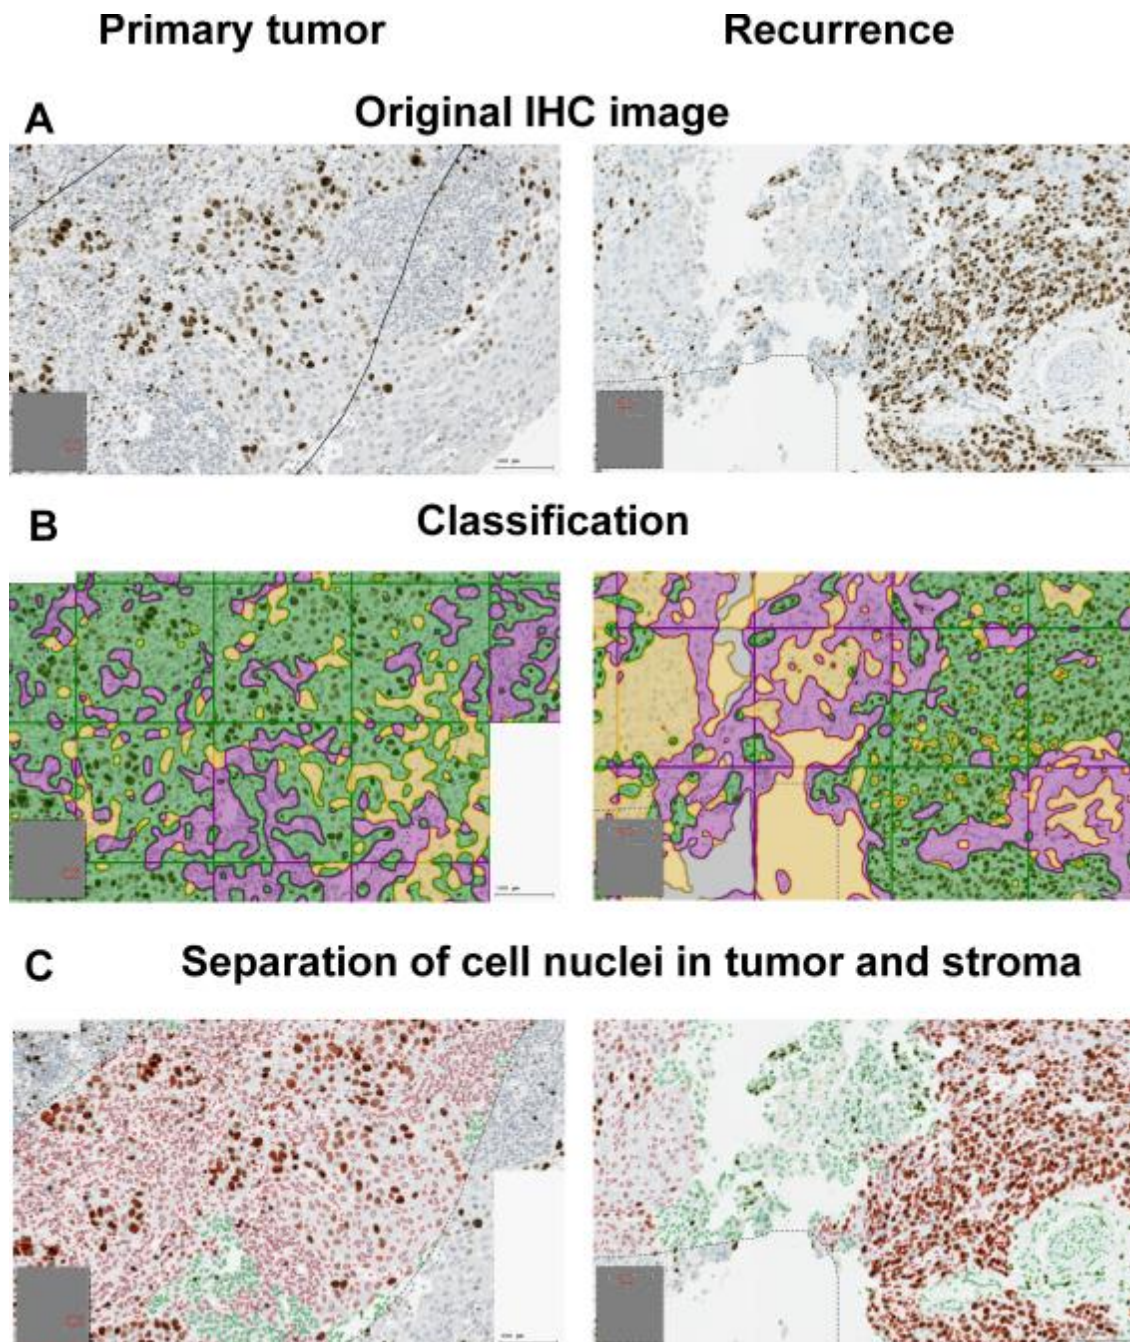 Primary tumor
Recurrence
A
Original IHC image
B
Classification
C
Separation of cell nuclei in tumor and stroma